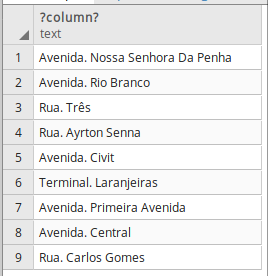 ?column?
text
1 Avenida. Nossa Senhora Da Penha
2 Avenida. Rio Branco
3 Rua. Três
4 Rua. Ayrton Senna
5 Avenida. Civit
6 Terminal. Laranjeiras
7 Avenida. Primeira Avenida
8 Avenida. Central
9 Rua. Carlos Gomes